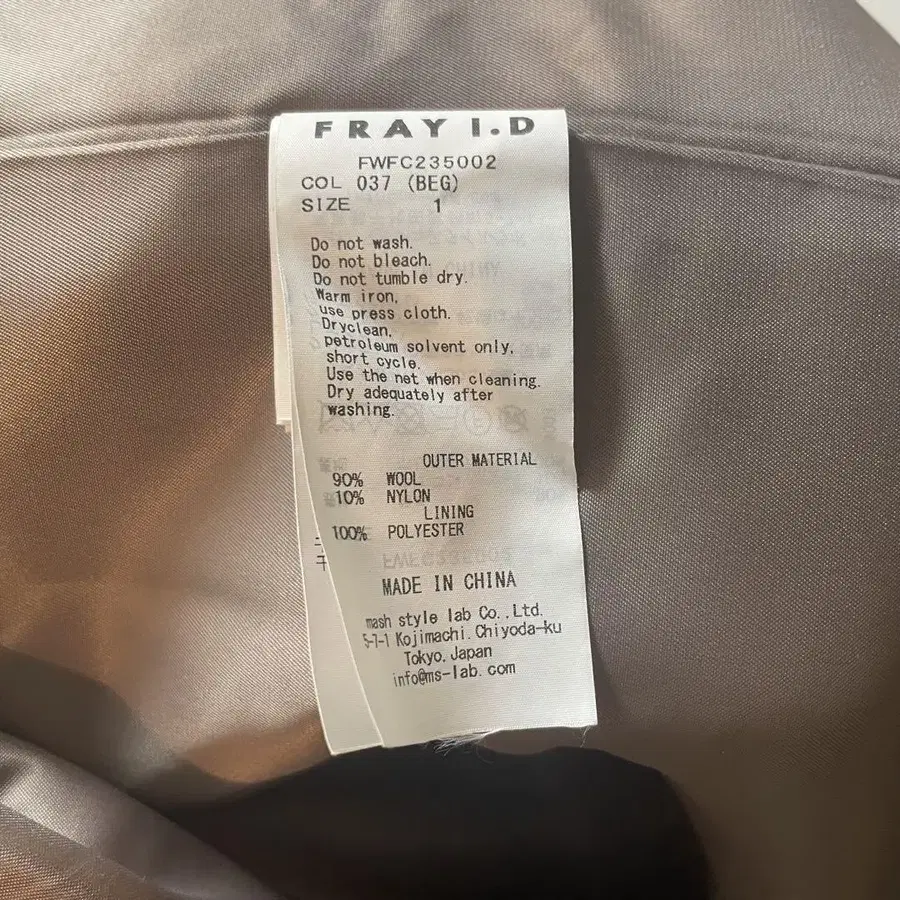 FRAY I.D
FWFC235002
COL 037 (BEG)
SIZE 1
Do not wash.
Do not bleach.
Do not tumble dry.
Warm iron,
use press cloth.
Dryclean,
petroleum solvent only,
short cycle.
Use the net when cleaning.
Dry adequately after
washing.
OUTER MATERIAL
90% WOOL
10% NYLON
LINING
100% POLYESTER
MADE IN CHINA
mash style lab Co.,Ltd.
5-7-1 Kojimachi, Chiyoda-ku
Tokyo, Japan
info@ms-lab.com